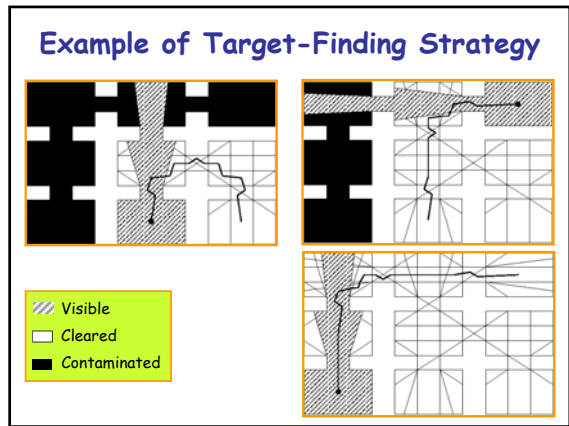 Example of Target-Finding Strategy
Visible
Cleared
Contaminated